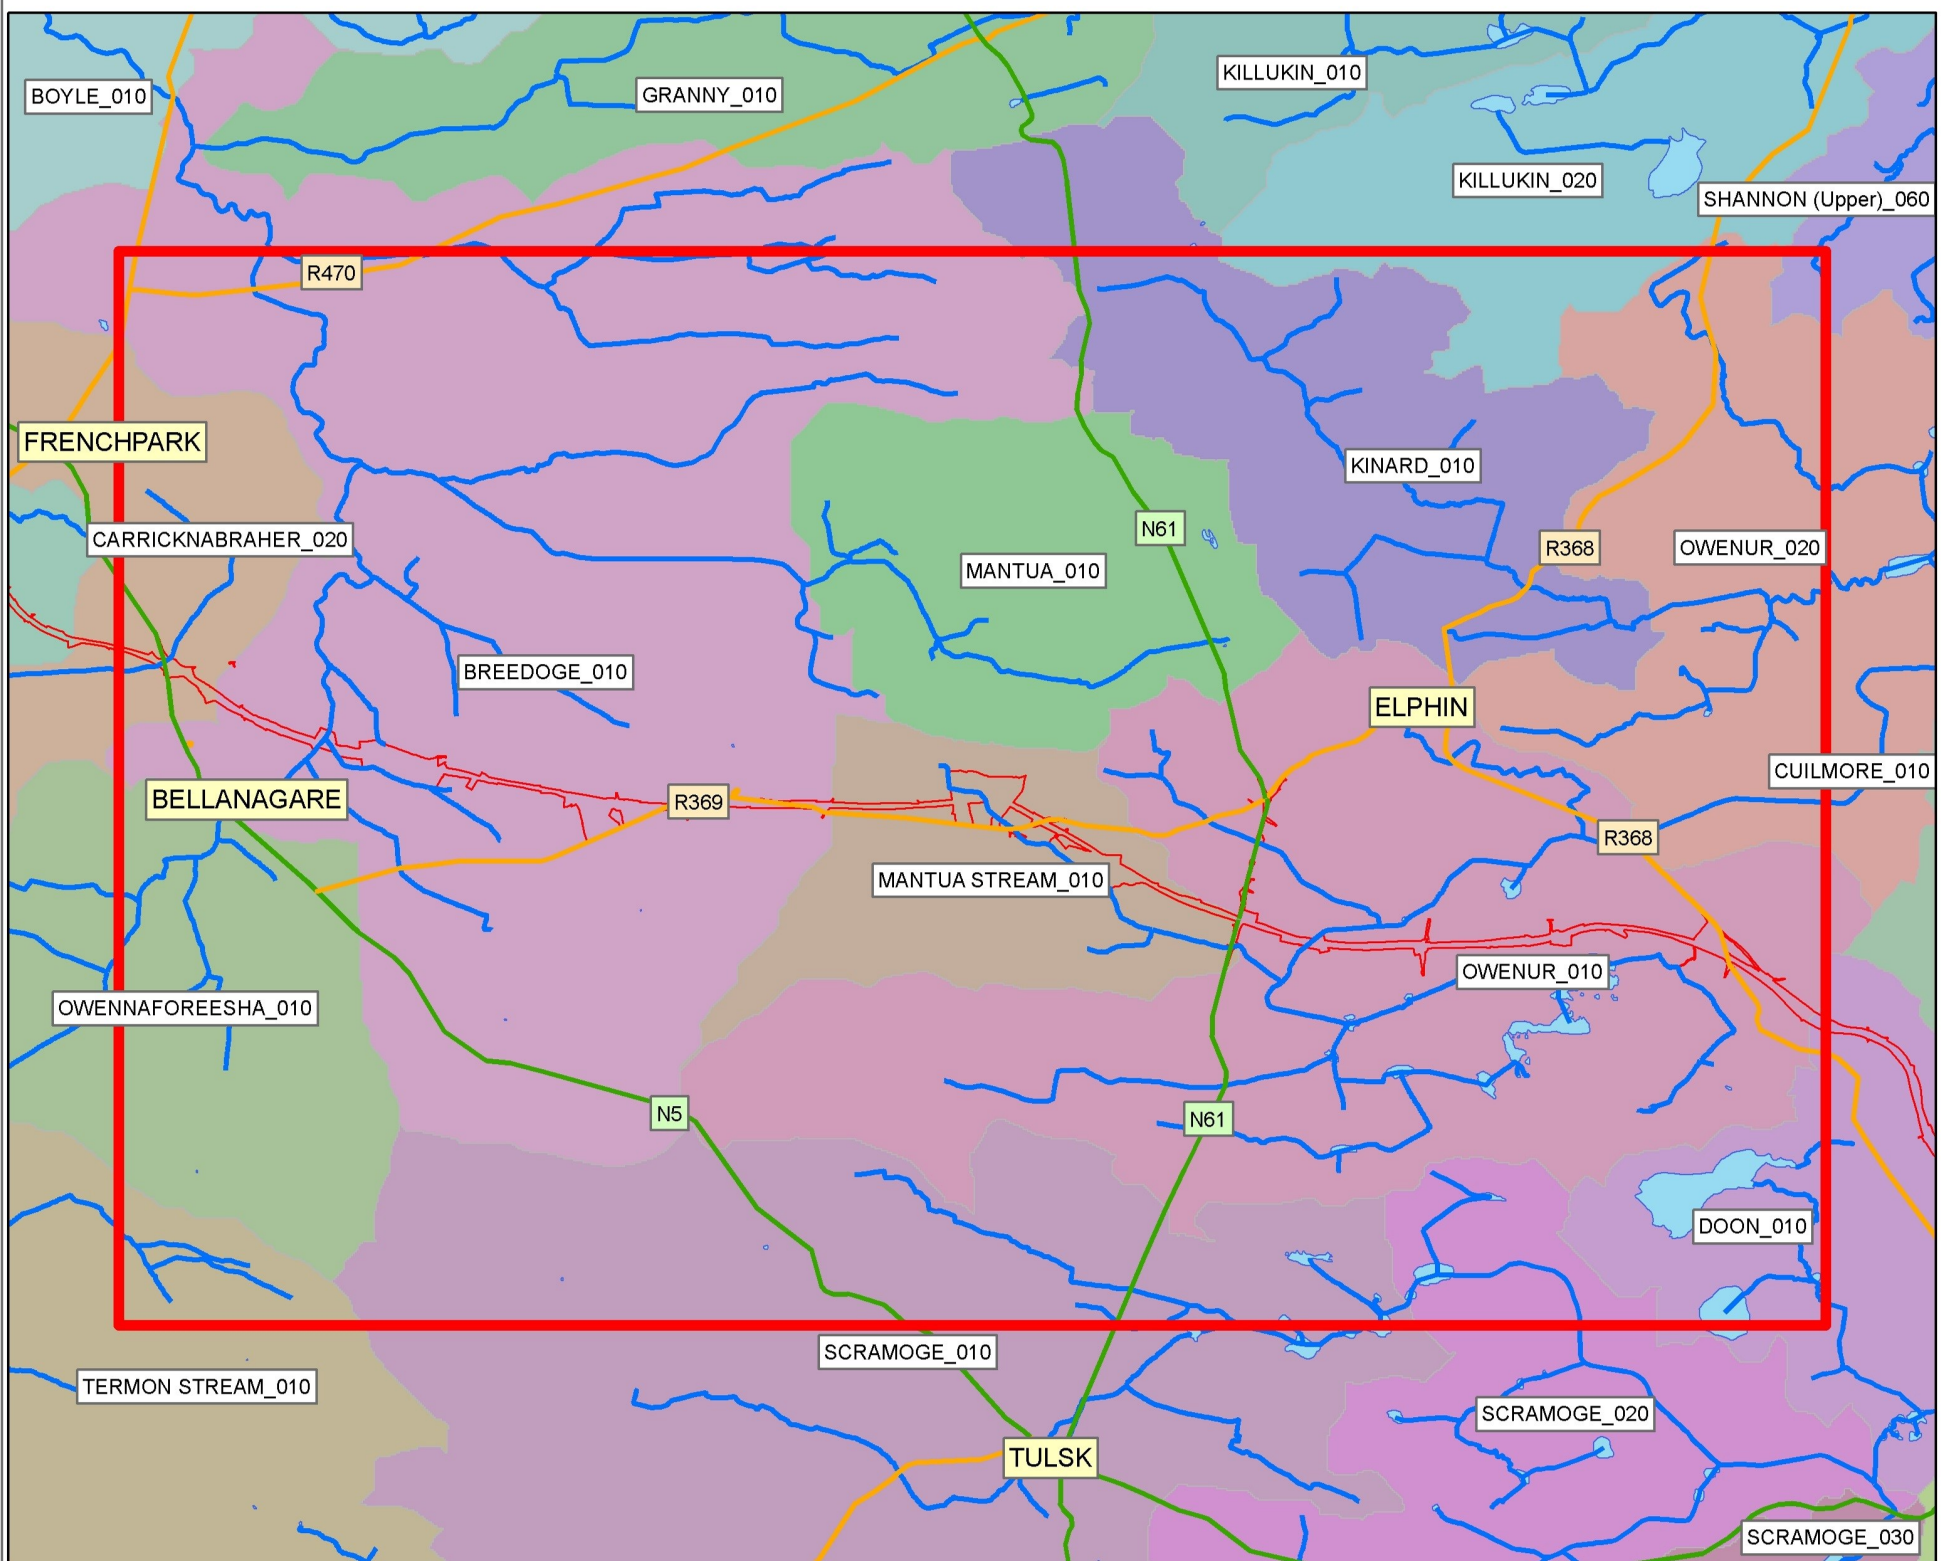 KILLUKIN_010
BOYLE_010
GRANNY_010
KILLUKIN_020
SHANNON (Upper)_060
R470
FRENCHPARK
KINARD_010
N61
CARRICKNABRAHER_020
R368
OWENUR_020
MANTUA_010
BREEDOGE_010
ELPHIN
CUILMORE_010
BELLANAGARE
R369
R368
MANTUA STREAM_010
OWENUR_010
OWENNAFOREESHA_010
N5
N61
DOON_010
SCRAMOGE_010
TERMON STREAM_010
SCRAMOGE_020
TULSK
SCRAMOGE_030